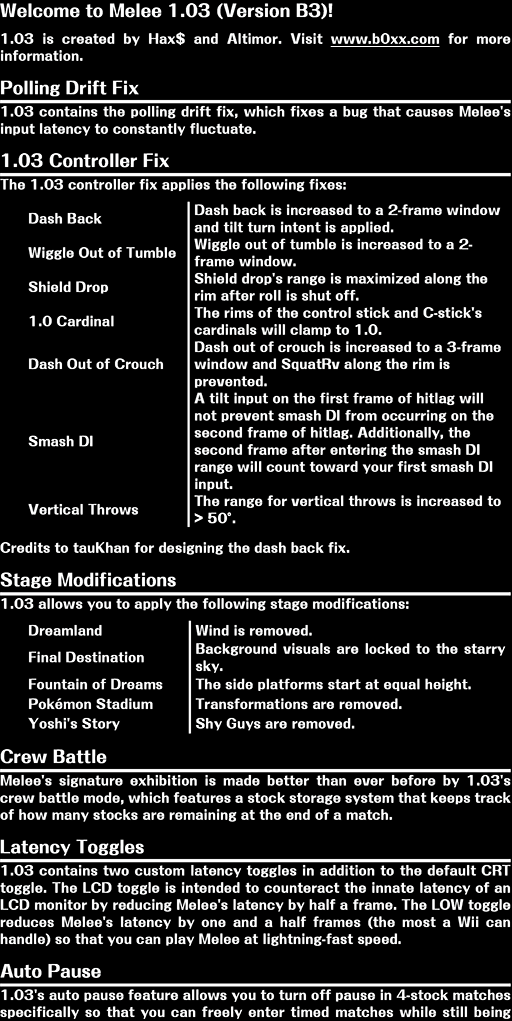 Welcome to Melee 1.03 (Version B3)!
1.03 is created by Hax$ and Altimor. Visit www.b0xx.com for more
information.
Polling Drift Fix
1.03 contains the polling drift fix, which fixes a bug that causes Melee's
input latency to constantly fluctuate.
1.03 Controller Fix
The 1.03 controller fix applies the following fixes:
Dash Back
Dash back is increased to a 2-frame window
and tilt turn intent is applied.
Wiggle Out of Tumble
Wiggle out of tumble is increased to a 2-
frame window.
Shield Drop
Shield drop's range is maximized along the
rim after roll is shut off.
1.0 Cardinal
The rims of the control stick and C-stick's
cardinals will clamp to 1.0.
Dash Out of Crouch
Dash out of crouch is increased to a 3-frame
window and SquatRv along the rim is
prevented.
Smash DI
A tilt input on the first frame of hitlag will
not prevent smash DI from occurring on the
second frame of hitlag. Additionally, the
second frame after entering the smash DI
range will count toward your first smash DI
input.
Vertical Throws
The range for vertical throws is increased to
> 50°.
Credits to tauKhan for designing the dash back fix.
Stage Modifications
1.03 allows you to apply the following stage modifications:
Dreamland
Wind is removed.
Final Destination
Background visuals are locked to the starry
sky.
Fountain of Dreams
The side platforms start at equal height.
Pokémon Stadium
Transformations are removed.
Yoshi's Story
Shy Guys are removed.
Crew Battle
Melee's signature exhibition is made better than ever before by 1.03's
crew battle mode, which features a stock storage system that keeps track
of how many stocks are remaining at the end of a match.
Latency Toggles
1.03 contains two custom latency toggles in addition to the default CRT
toggle. The LCD toggle is intended to counteract the innate latency of an
LCD monitor by reducing Melee's latency by half a frame. The LOW toggle
reduces Melee's latency by one and a half frames (the most a Wii can
handle) so that you can play Melee at lightning-fast speed.
Auto Pause
1.03's auto pause feature allows you to turn off pause in 4-stock matches
specifically so that you can freely enter timed matches while still being